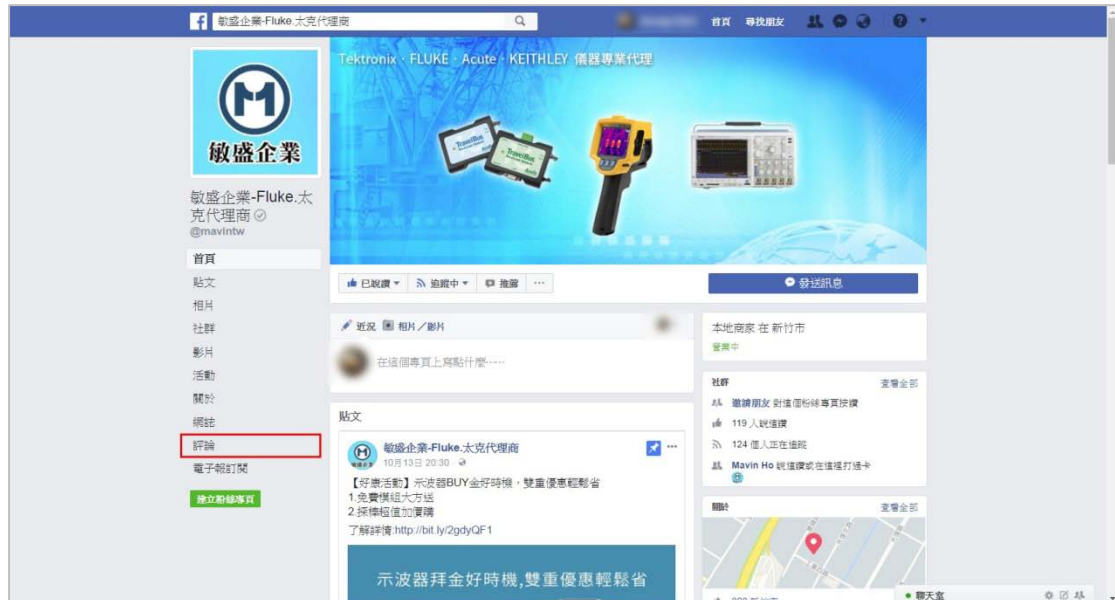 敏盛企業-Fluke.太克代理商
首頁 尋找朋友
敏盛企業
敏盛企業-Fluke.太
克代理商
@mavintw
首頁
貼文
相片
社群
影片
活動
關於
網誌
評論
電子報訂閱
建立粉絲專頁
Tektronix · FLUKE · Acute · KEITHLEY 儀器專業代理
TravelBus
TravelBus
已說讚 追蹤中 推薦 ...
發送訊息
近況 相片／影片
在這個專頁上寫點什麼......
貼文
敏盛企業-Fluke.太克代理商
10月13日 20:30
【好康活動】示波器BUY金好時機，雙重優惠輕鬆省
1.免費模組大方送
2.探棒超值加價購
了解詳情:http://bit.ly/2gdyQF1
示波器拜金好時機,雙重優惠輕鬆省
本地商家 在 新竹市
營業中
社群 查看全部
邀請朋友 對這個粉絲專頁按讚
119 人說這讚
124 個人正在追蹤
Mavin Ho 說這讚或在這裡打過卡
關於 查看全部
聊天室